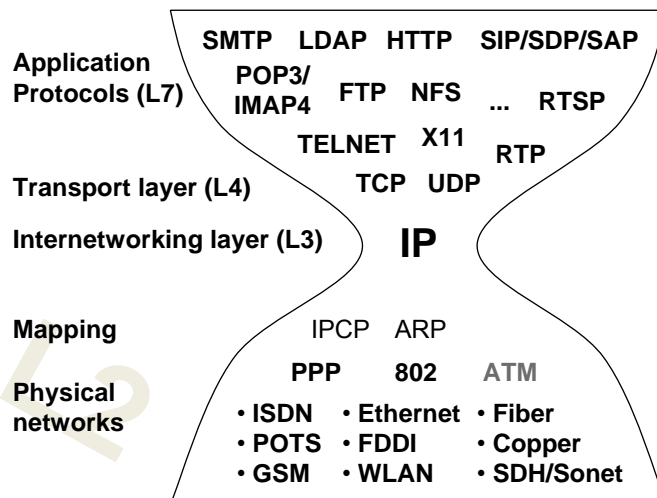 SMTP LDAP HTTP SIP/SDP/SAP
Application
Protocols (L7)
POP3/
IMAP4 FTP NFS ... RTSP
TELNET X11 RTP
Transport layer (L4) TCP UDP
Internetworking layer (L3) IP
Mapping IPCP ARP
L2
PPP 802 ATM
Physical
networks
• ISDN • Ethernet • Fiber
• POTS • FDDI • Copper
• GSM • WLAN • SDH/Sonet